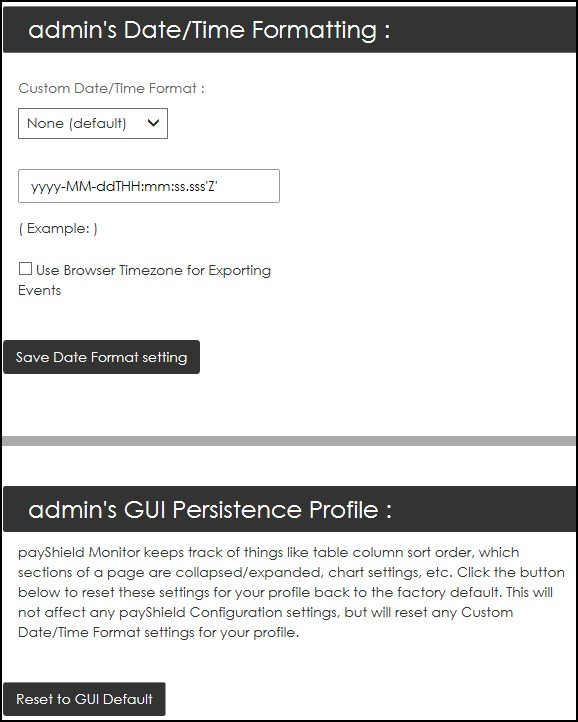 admin's Date/Time Formatting :
Custom Date/Time Format :
None (default)
yyyy-MM-ddTHH:mm:ss.sss'Z'
( Example: )
Use Browser Timezone for Exporting
Events
Save Date Format setting
admin's GUI Persistence Profile :
payShield Monitor keeps track of things like table column sort order, which
sections of a page are collapsed/expanded, chart settings, etc. Click the button
below to reset these settings for your profile back to the factory default. This will
not affect any payShield Configuration settings, but will reset any Custom
Date/Time Format settings for your profile.
Reset to GUI Default